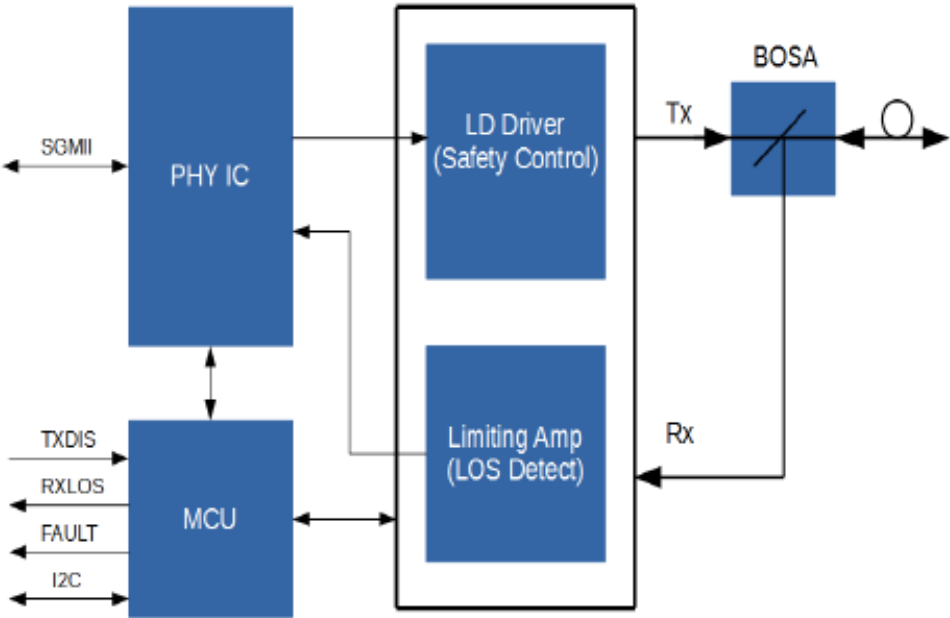 BOSA
LD Driver
(Safety Control)
Tx
SGMII
PHY IC
TXDIS
RXLOS
FAULT
I2C
MCU
Limiting Amp
(LOS Detect)
Rx